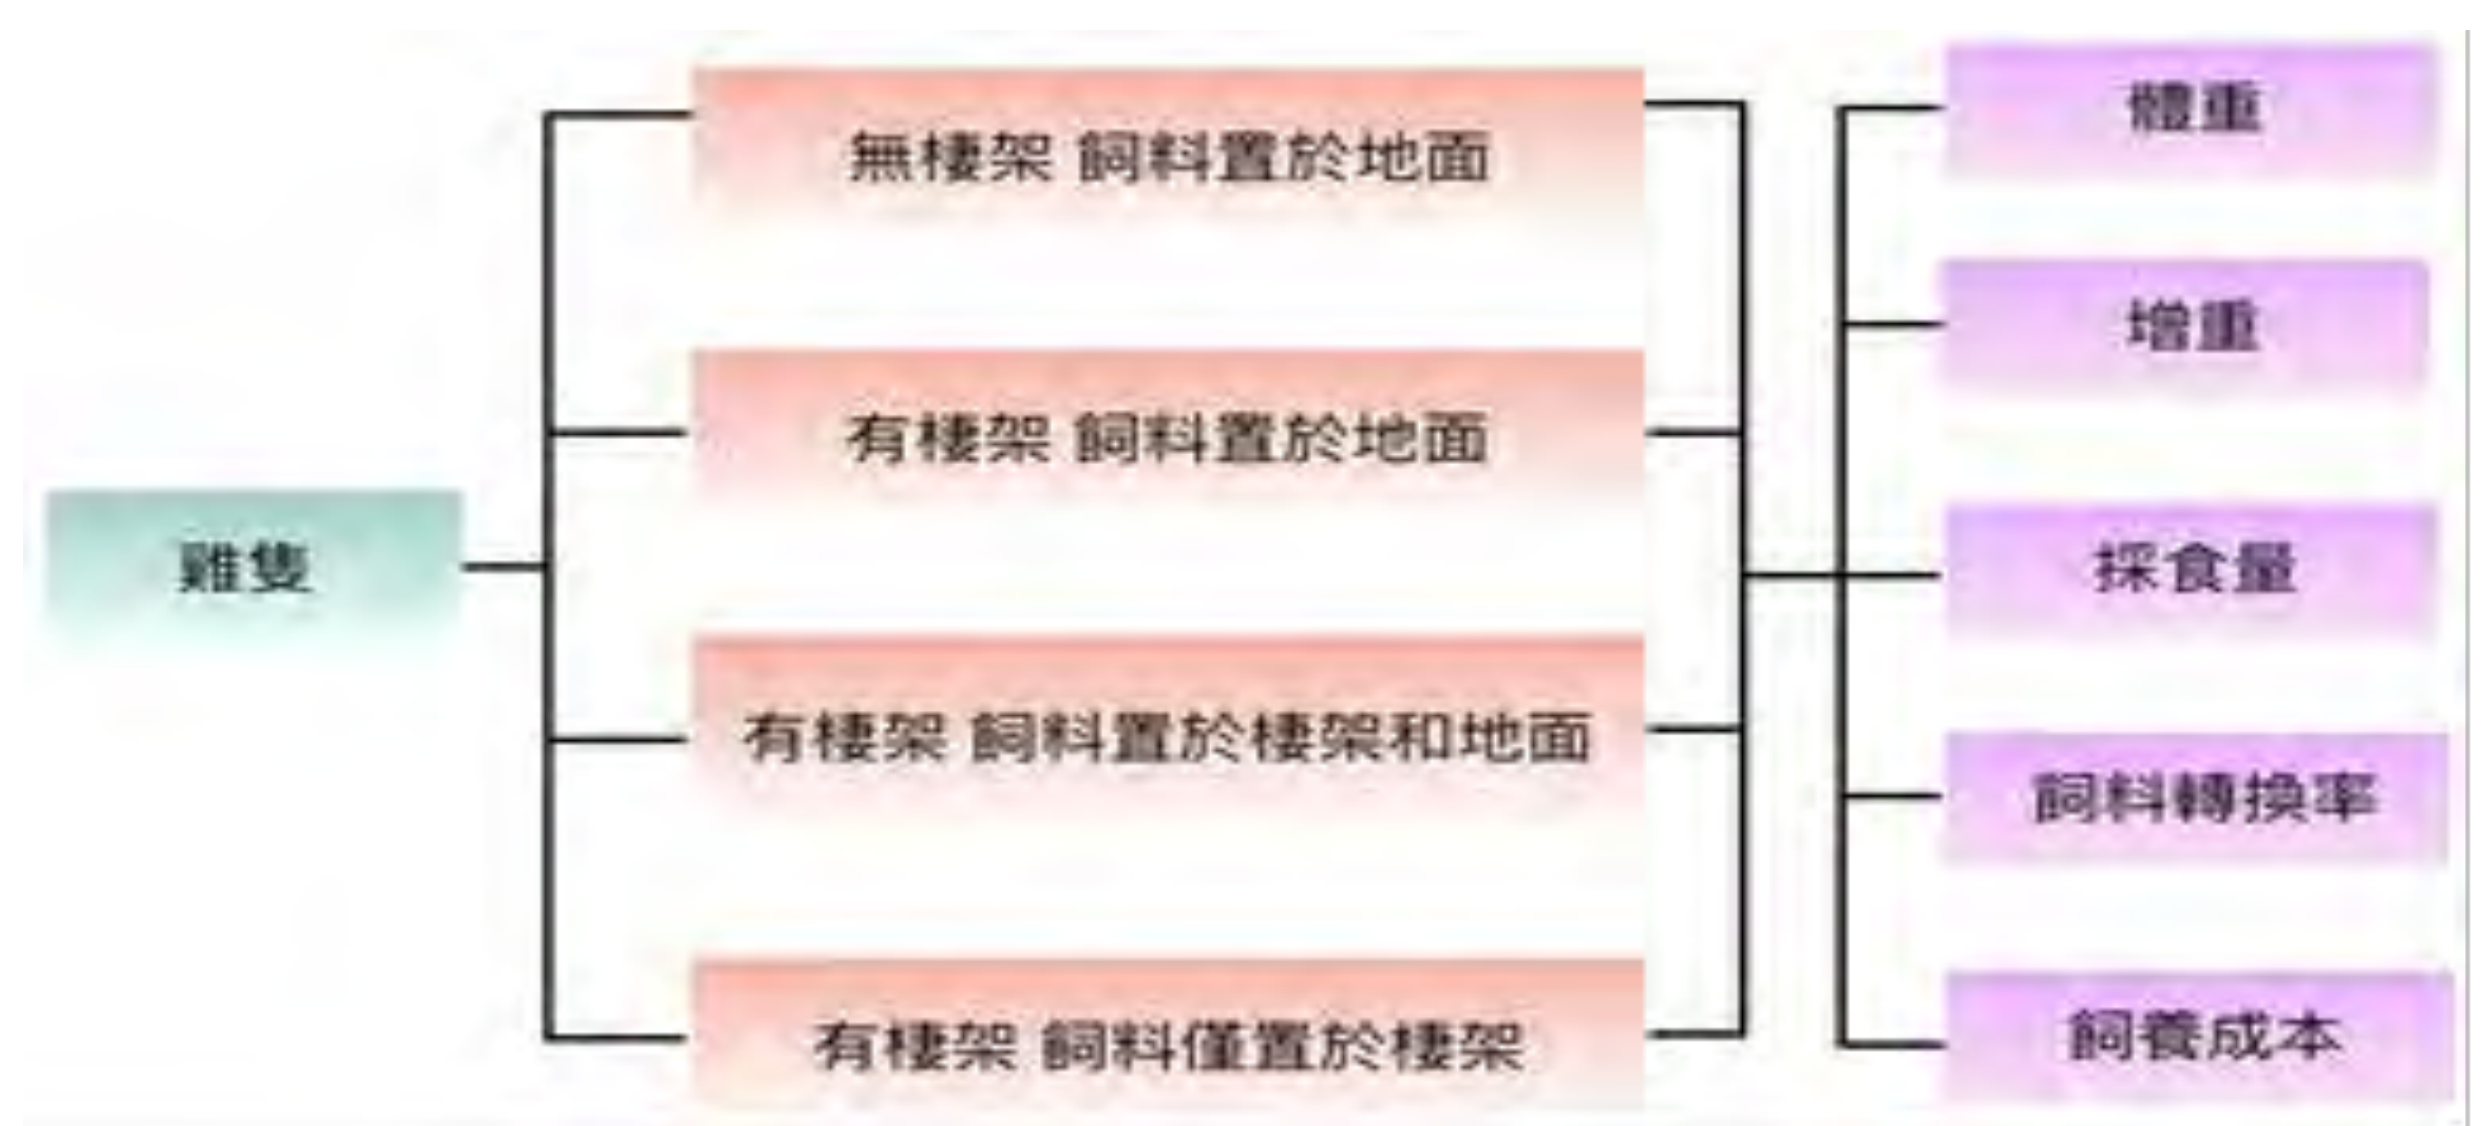 雞隻
無棲架 飼料置於地面
有棲架 飼料置於地面
有棲架 飼料置於棲架和地面
有棲架 飼料僅置於棲架
體重
增重
採食量
飼料轉換率
飼養成本